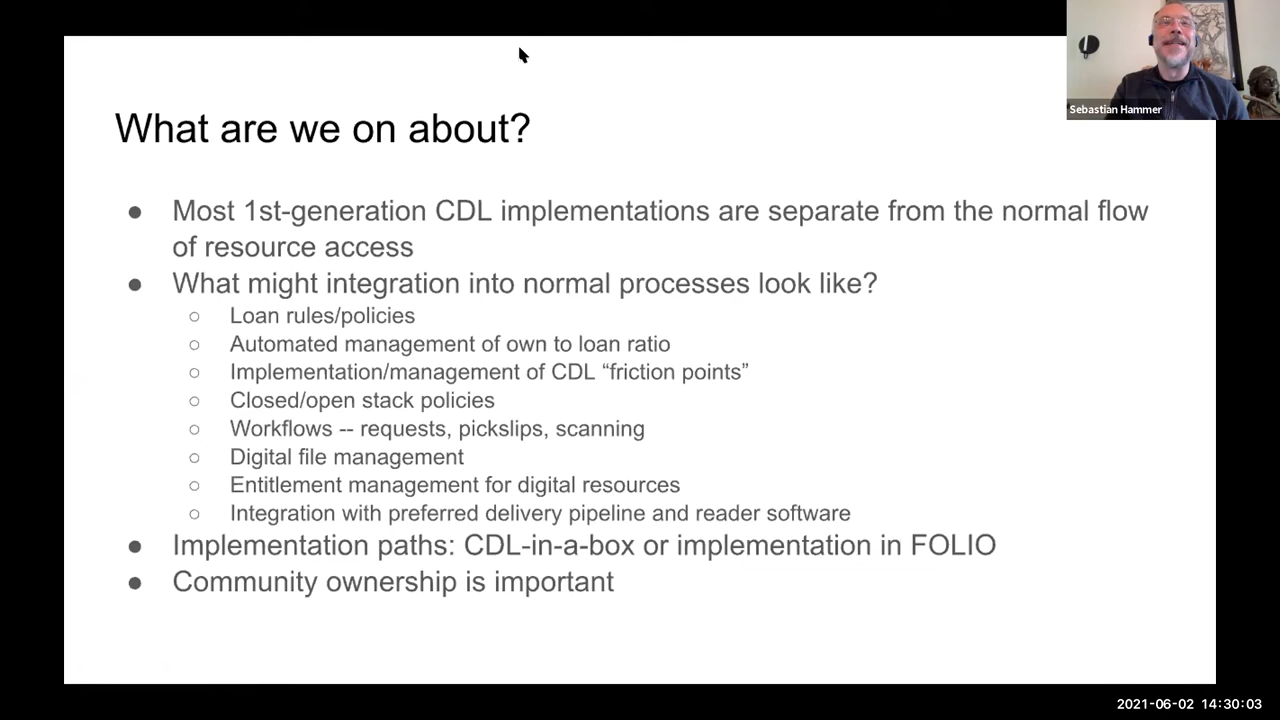 Sebastian Hammer
What are we on about?
● Most 1st-generation CDL implementations are separate from the normal flow
of resource access
● What might integration into normal processes look like?
○ Loan rules/policies
○ Automated management of own to loan ratio
○ Implementation/management of CDL “friction points”
○ Closed/open stack policies
○ Workflows -- requests, pickslips, scanning
○ Digital file management
○ Entitlement management for digital resources
○ Integration with preferred delivery pipeline and reader software
● Implementation paths: CDL-in-a-box or implementation in FOLIO
● Community ownership is important
2021-06-02 14:30:03